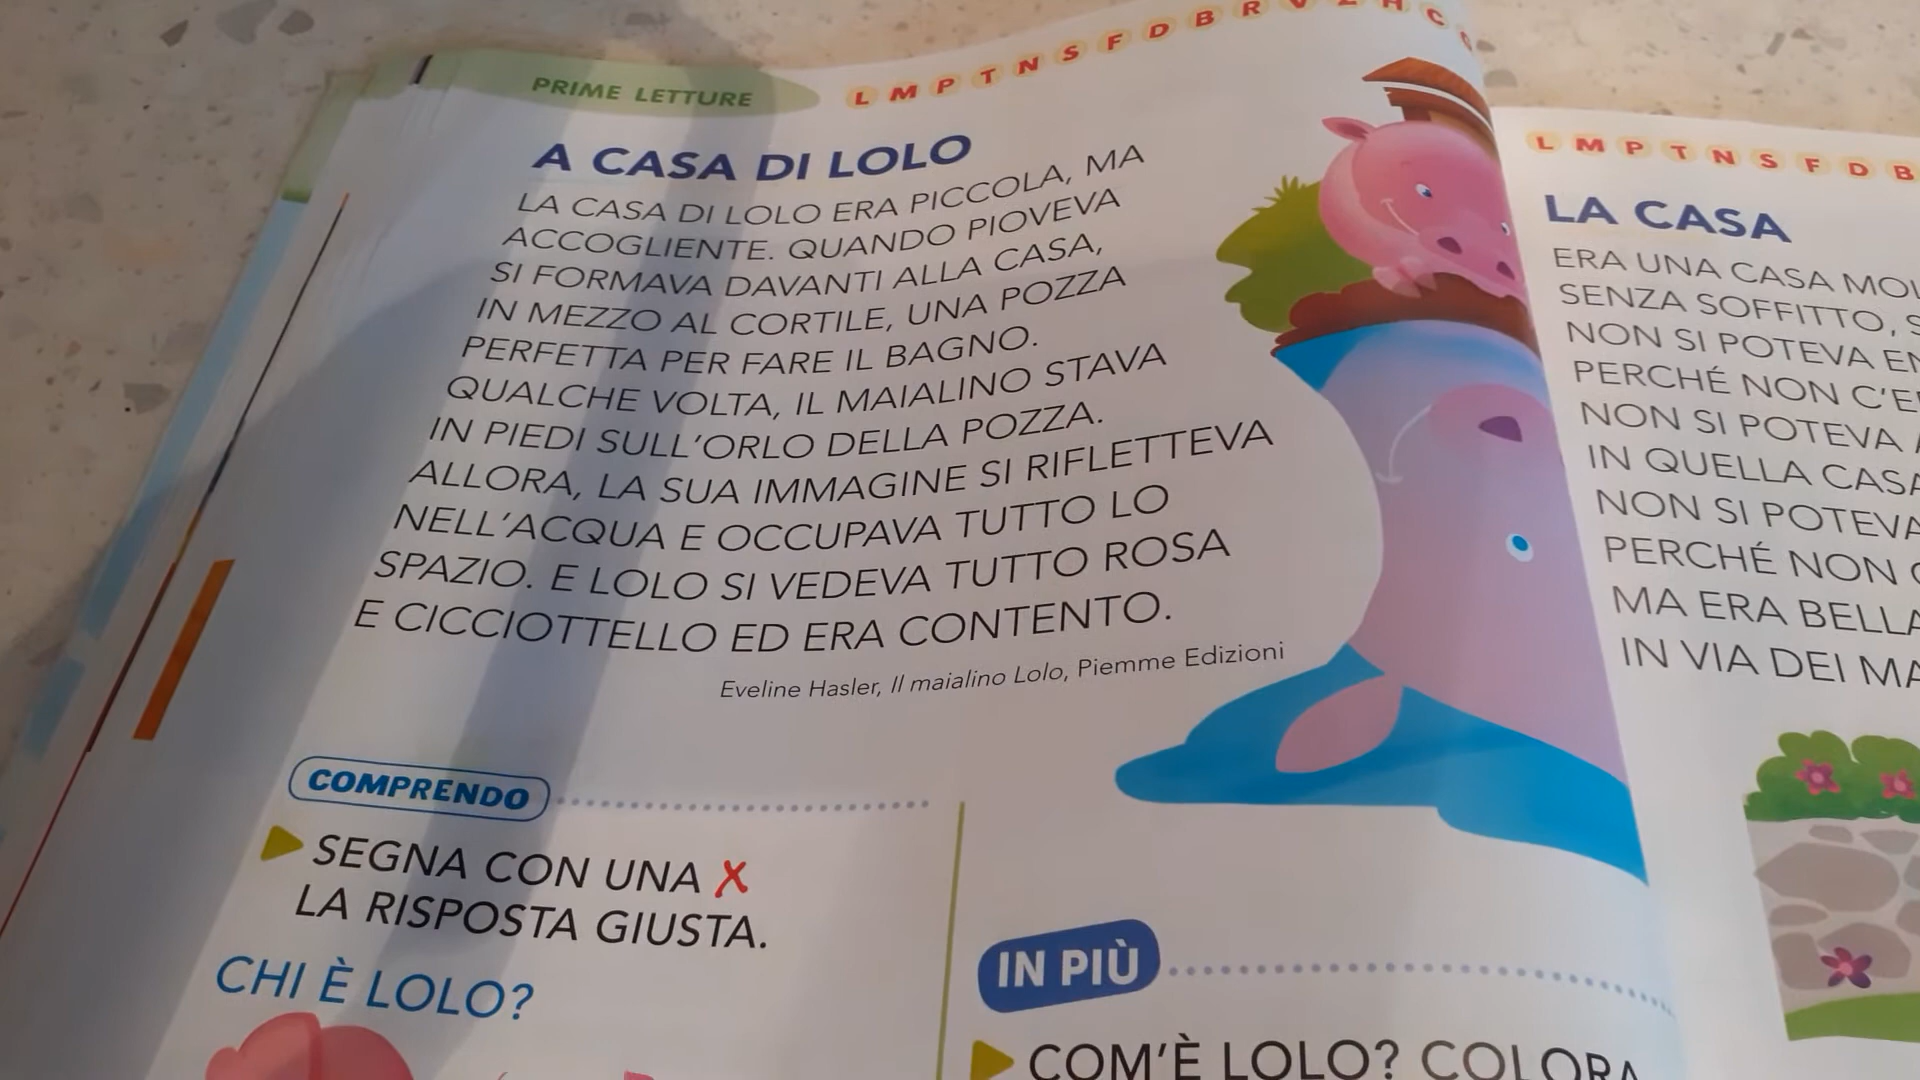 PRIME LETTURE
L M P T N S F D B R V Z H C
A CASA DI LOLO
LA CASA DI LOLO ERA PICCOLA, MA
ACCOGLIENTE. QUANDO PIOVEVA
SI FORMAVA DAVANTI ALLA CASA,
IN MEZZO AL CORTILE, UNA POZZA
PERFETTA PER FARE IL BAGNO.
QUALCHE VOLTA, IL MAIALINO STAVA
IN PIEDI SULL'ORLO DELLA POZZA.
ALLORA, LA SUA IMMAGINE SI RIFLETTEVA
NELL'ACQUA E OCCUPAVA TUTTO LO
SPAZIO. E LOLO SI VEDEVA TUTTO ROSA
E CICCIOTTELLO ED ERA CONTENTO.
Eveline Hasler, Il maialino Lolo, Piemme Edizioni
COMPRENDO
SEGNA CON UNA X
LA RISPOSTA GIUSTA.
CHI È LOLO?
IN PIÙ
COM'È LOLO? COLORA
L M P T N S F D B
LA CASA
ERA UNA CASA
SENZA SOFFITTO,
NON SI POTEVA
PERCHÉ NON
NON SI POTEVA
IN QUELLA CASA
NON SI POTEVA
PERCHÉ NON
MA ERA BELLA
IN VIA DEI